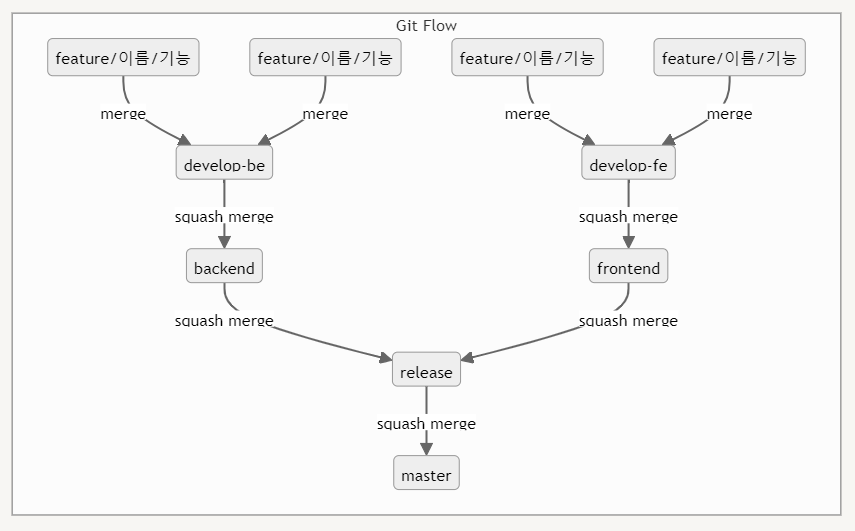 Git Flow
feature/이름/기능
feature/이름/기능
feature/이름/기능
feature/이름/기능
merge
merge
merge
merge
develop-be
develop-fe
squash merge
squash merge
backend
frontend
squash merge
squash merge
release
squash merge
master